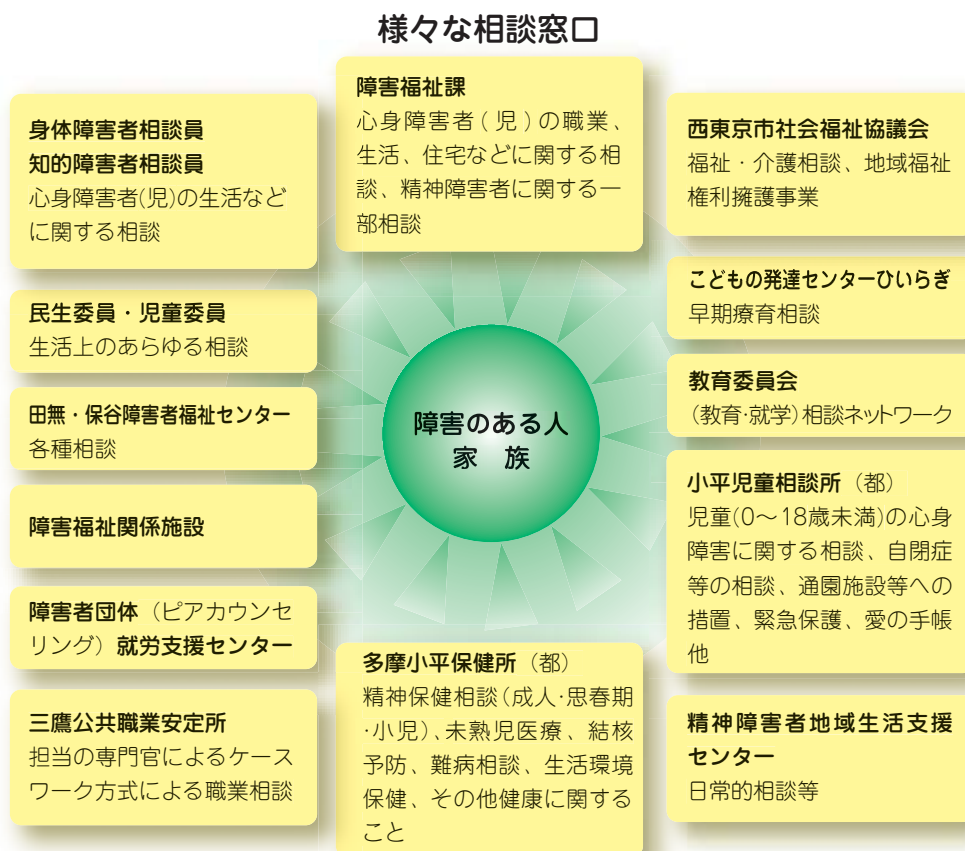 様々な相談窓口
身体障害者相談員
知的障害者相談員
心身障害者(児)の生活など
に関する相談
民生委員・児童委員
生活上のあらゆる相談
田無・保谷障害者福祉センター
各種相談
障害福祉関係施設
障害者団体（ピアカウンセ
リング）就労支援センター
三鷹公共職業安定所
担当の専門官によるケース
ワーク方式による職業相談
障害福祉課
心身障害者(児)の職業、
生活、住宅などに関する相
談、精神障害者に関する一
部相談
障害のある人
家　族
多摩小平保健所（都）
精神保健相談(成人・思春期
・小児)、未熟児医療、結核
予防、難病相談、生活環境
保健、その他健康に関する
こと
西東京市社会福祉協議会
福祉・介護相談、地域福祉
権利擁護事業
こどもの発達センターひいらぎ
早期療育相談
教育委員会
（教育・就学）相談ネットワーク
小平児童相談所（都）
児童(0～18歳未満)の心身
障害に関する相談、自閉症
等の相談、通園施設等への
措置、緊急保護、愛の手帳
他
精神障害者地域生活支援
センター
日常的相談等